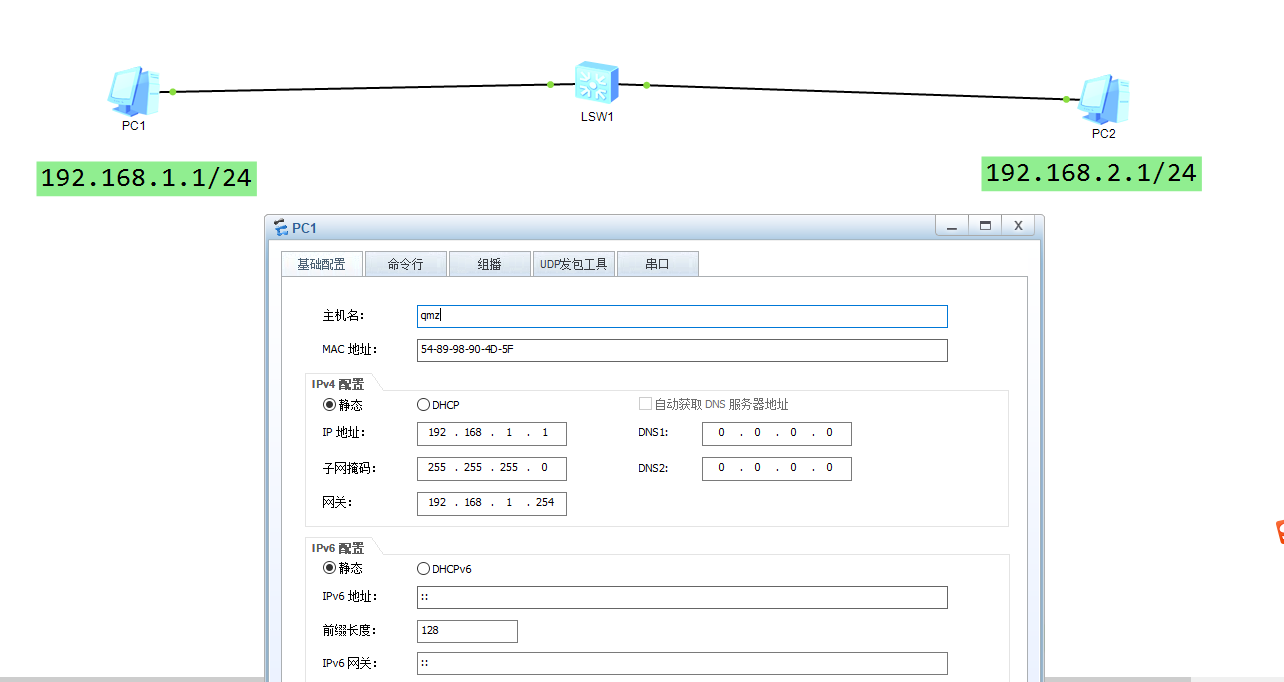 PC1
LSW1
PC2
192.168.1.1/24
192.168.2.1/24
PC1
X
基础配置 命令行 组播 UDP发包工具 串口
主机名: qmz
MAC 地址: 54-89-98-90-4D-5F
IPv4 配置
静态 DHCP 自动获取 DNS 服务器地址
IP 地址: 192 . 168 . 1 . 1 DNS1: 0 . 0 . 0 . 0
子网掩码: 255 . 255 . 255 . 0 DNS2: 0 . 0 . 0 . 0
网关: 192 . 168 . 1 . 254
IPv6 配置
静态 DHCPv6
IPv6 地址: ::
前缀长度: 128
IPv6 网关: ::